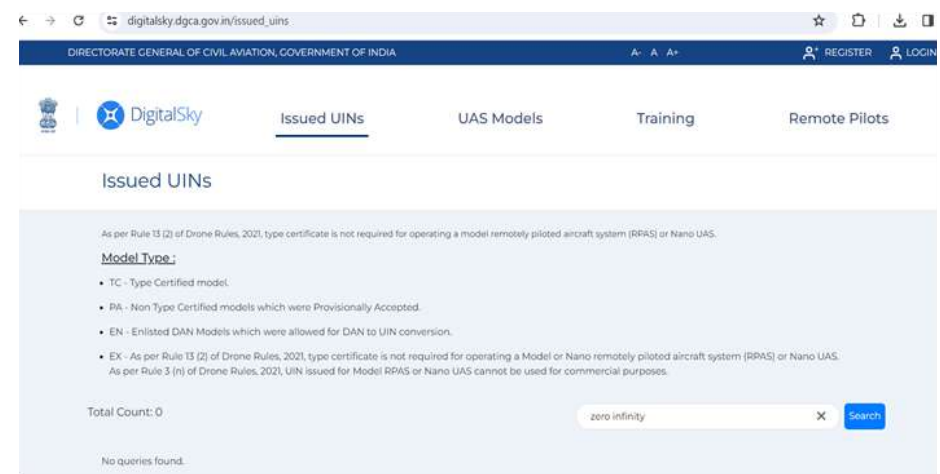 digitalsky.dgca.gov.in/issued_uins
DIRECTORATE GENERAL OF CIVIL AVIATION, GOVERNMENT OF INDIA A- A A+ REGISTER LOGIN
DigitalSky Issued UINs UAS Models Training Remote Pilots
Issued UINs
As per Rule 13 (2) of Drone Rules, 2021, type certificate is not required for operating a model remotely piloted aircraft system (RPAS) or Nano UAS.
Model Type :
• TC - Type Certified model.
• PA - Non Type Certified models which were Provisionally Accepted.
• EN - Enlisted DAN Models which were allowed for DAN to UIN conversion.
• EX - As per Rule 13 (2) of Drone Rules, 2021, type certificate is not required for operating a Model or Nano remotely piloted aircraft system (RPAS) or Nano UAS.
As per Rule 3 (n) of Drone Rules, 2021, UIN issued for Model RPAS or Nano UAS cannot be used for commercial purposes.
Total Count: 0 zero infinity Search
No queries found.